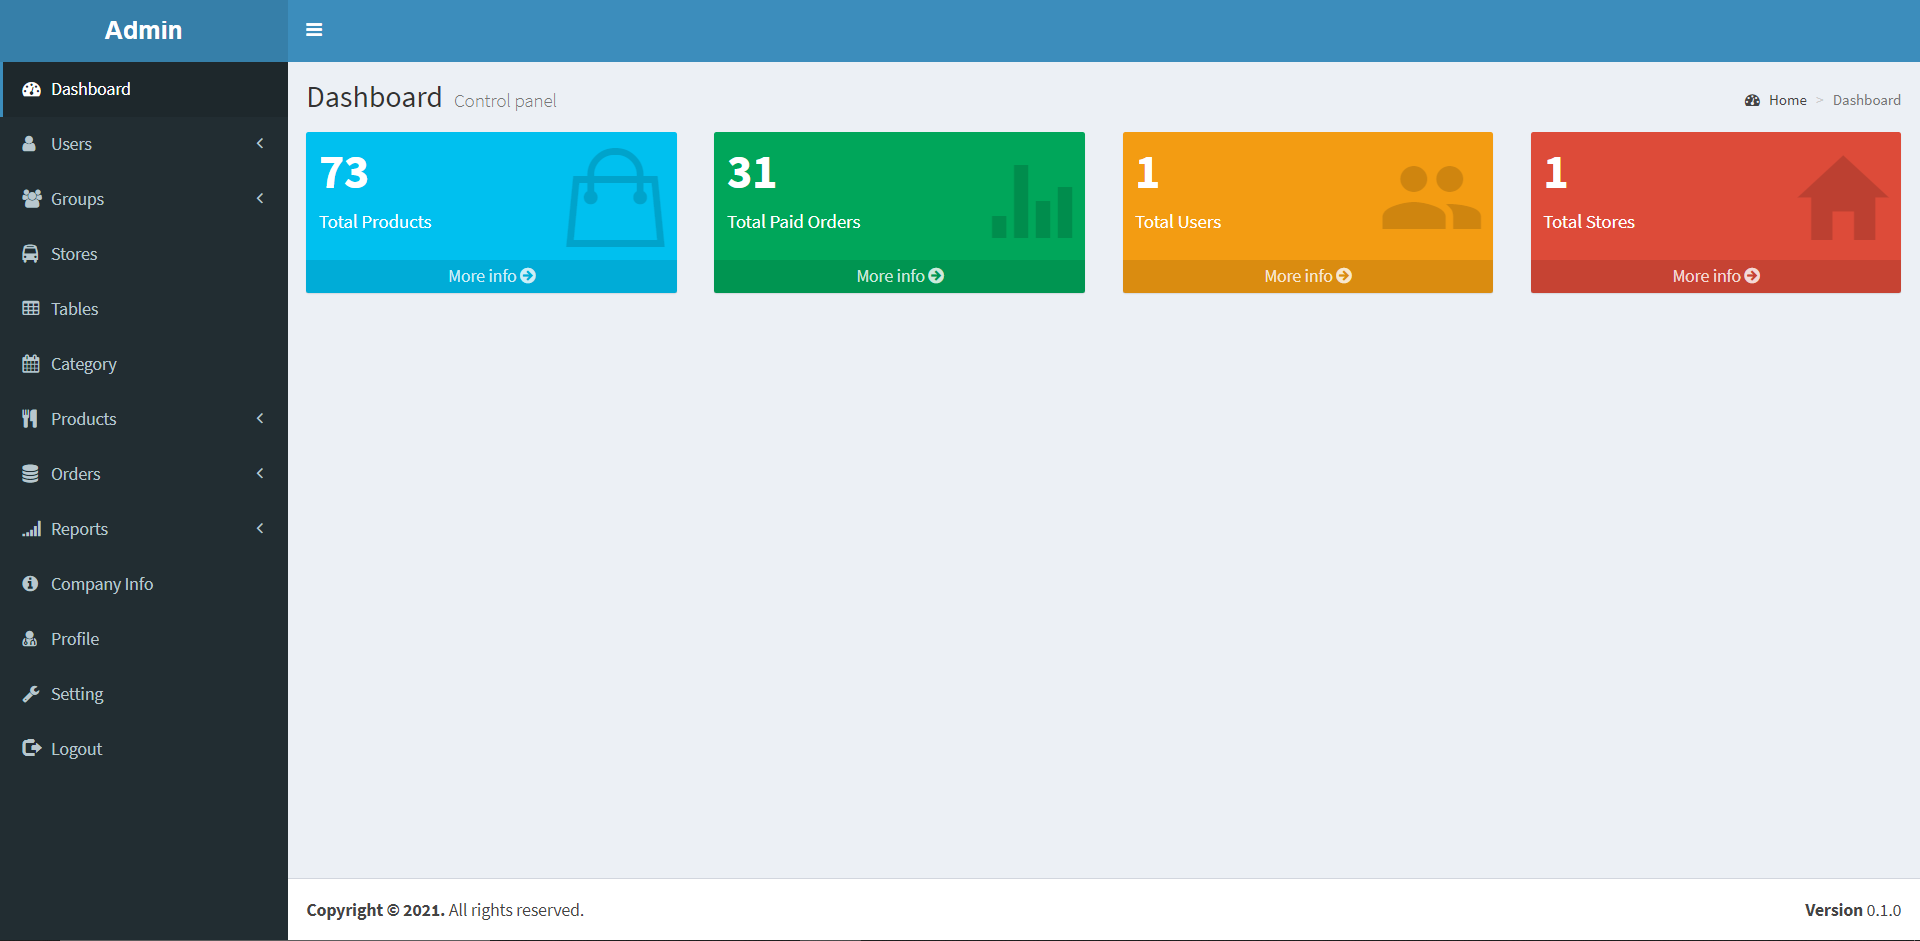 Admin
Dashboard
Users
Groups
Stores
Tables
Category
Products
Orders
Reports
Company Info
Profile
Setting
Logout
Dashboard Control panel
Home > Dashboard
73
Total Products
More info
31
Total Paid Orders
More info
1
Total Users
More info
1
Total Stores
More info
Copyright © 2021. All rights reserved.
Version 0.1.0